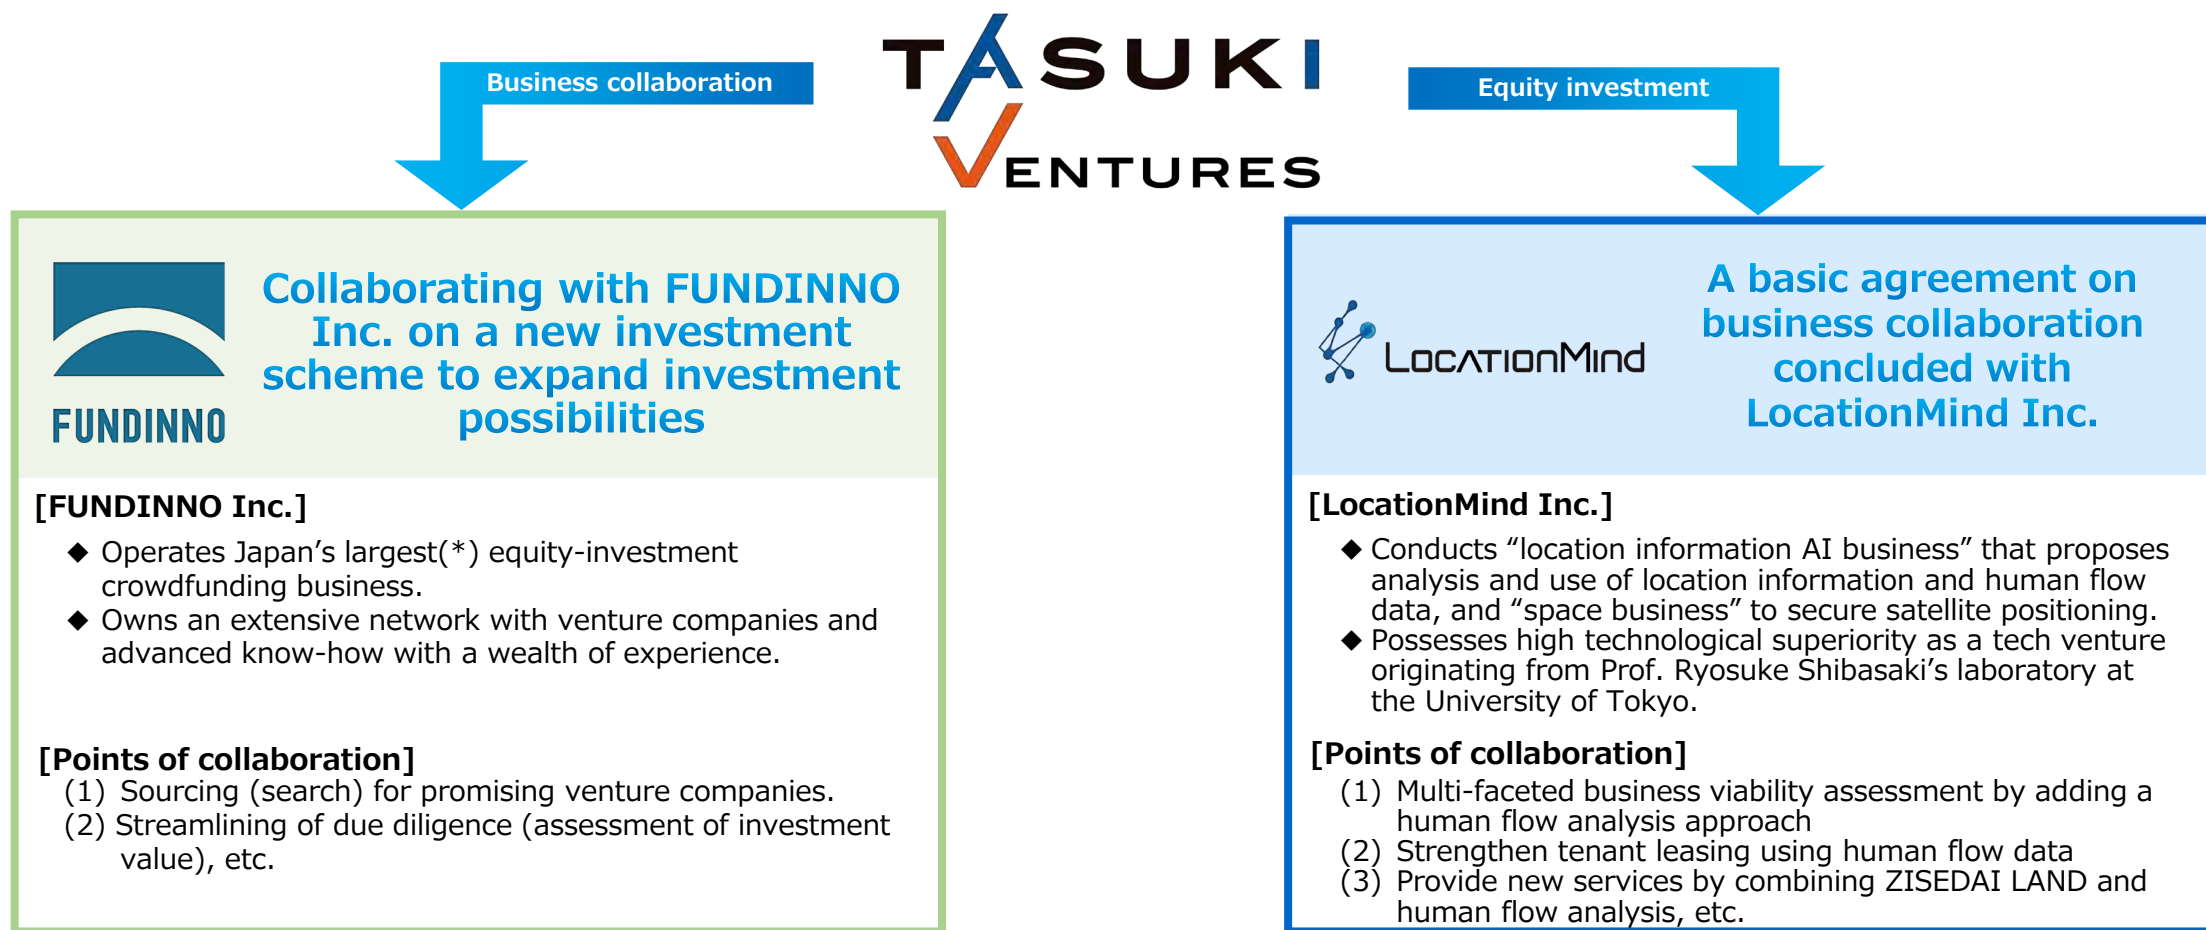 Business collaboration
TASUKI
VENTURES
Equity investment
FUNDINNO
Collaborating with FUNDINNO
Inc. on a new investment
scheme to expand investment
possibilities
[FUNDINNO Inc.]
◆ Operates Japan’s largest(*) equity-investment
crowdfunding business.
◆ Owns an extensive network with venture companies and
advanced know-how with a wealth of experience.
[Points of collaboration]
(1) Sourcing (search) for promising venture companies.
(2) Streamlining of due diligence (assessment of investment
value), etc.
LocationMind
A basic agreement on
business collaboration
concluded with
LocationMind Inc.
[LocationMind Inc.]
◆ Conducts “location information AI business” that proposes
analysis and use of location information and human flow
data, and “space business” to secure satellite positioning.
◆ Possesses high technological superiority as a tech venture
originating from Prof. Ryosuke Shibasaki’s laboratory at
the University of Tokyo.
[Points of collaboration]
(1) Multi-faceted business viability assessment by adding a
human flow analysis approach
(2) Strengthen tenant leasing using human flow data
(3) Provide new services by combining ZISEDAI LAND and
human flow analysis, etc.